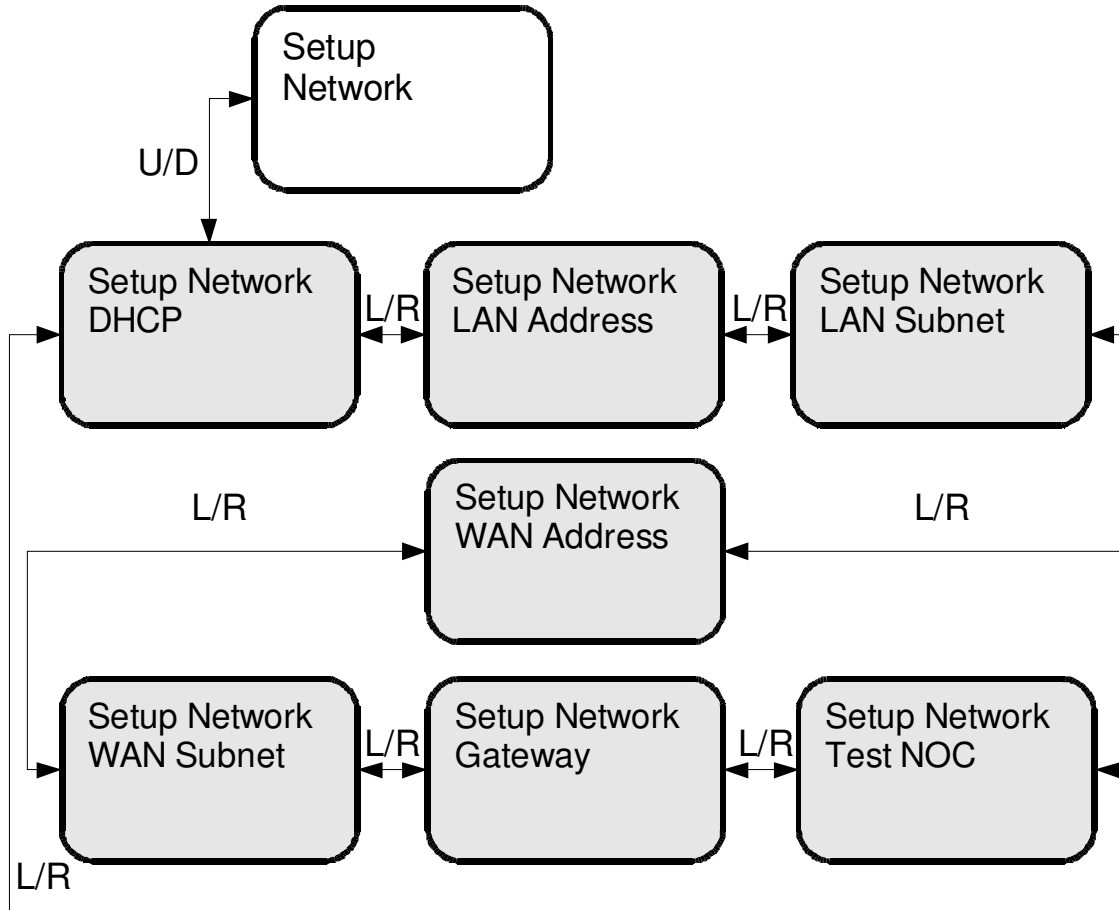 Setup
Network
U/D
Setup Network
DHCP
L/R
Setup Network
LAN Address
L/R
Setup Network
LAN Subnet
L/R
Setup Network
WAN Address
L/R
Setup Network
WAN Subnet
L/R
Setup Network
Gateway
L/R
Setup Network
Test NOC
L/R